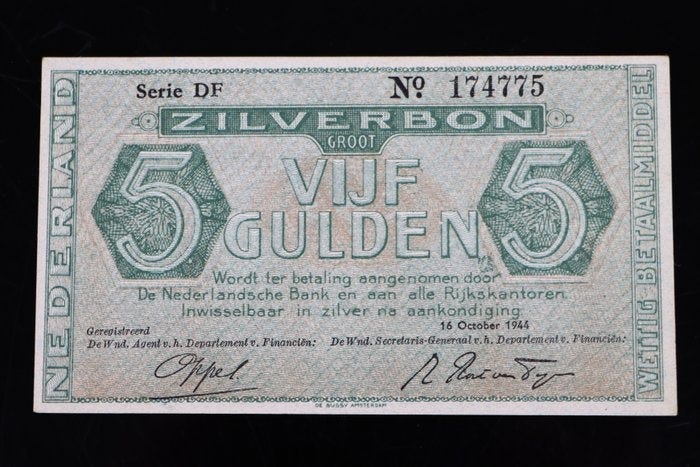 Serie DF
Nº 174775
ZILVERBON
GROOT
5 VIJF 5
GULDEN
Wordt ter betaling aangenomen door
De Nederlandsche Bank en aan alle Rijkskantoren.
Inwisselbaar in zilver na aankondiging.
16 October 1944
Geregistreerd
De Wnd. Agent v. h. Departement v. Financiën:
De Wnd. Secretaris-Generaal v. h. Departement v. Financiën:
DE BUSSY AMSTERDAM
NEDERLAND
WETTIG - BETAALMIDDEL